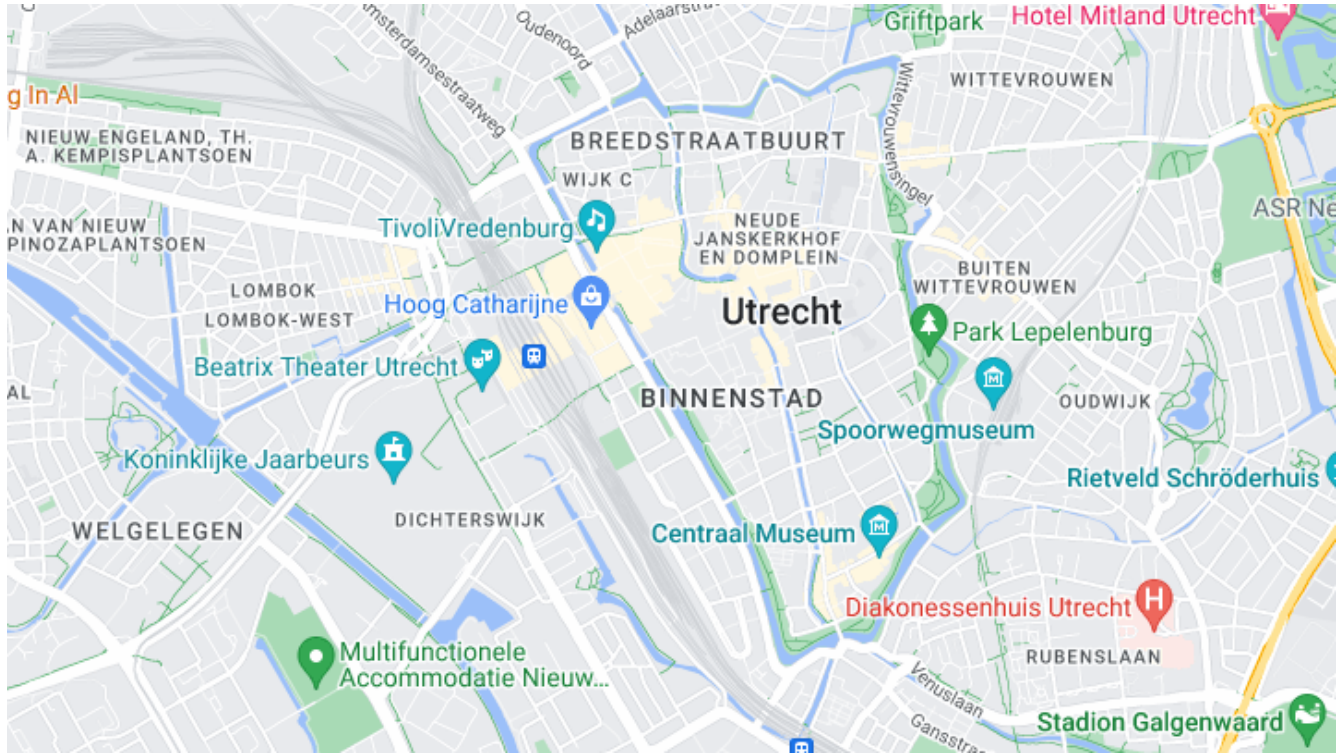 Adelaarstra
Griftpark
Hotel Mitland Utrecht
Amsterdamsestraatweg
Oudenoord
Wittevrouwensingel
WITTEVROUWEN
g In Al
NIEUW ENGELAND, TH.
A. KEMPISPLANTSOEN
BREEDSTRAATBUURT
WIJK C
ASR Ne
AN VAN NIEUW
PINOZAPLANTSOEN
TivoliVredenburg
NEUDE
JANSKERKHOF
EN DOMPLEIN
BUITEN
WITTEVROUWEN
LOMBOK
LOMBOK-WEST
Hoog Catharijne
Utrecht
Park Lepelenburg
Beatrix Theater Utrecht
AL
BINNENSTAD
OUDWIJK
Spoorwegmuseum
Koninklijke Jaarbeurs
Rietveld Schröderhuis
WELGELEGEN
DICHTERSWIJK
Centraal Museum
Diakonessenhuis Utrecht
H
Multifunctionele
Accommodatie Nieuw...
RUBENSLAAN
Venuslaan
Gansstra
Stadion Galgenwaard